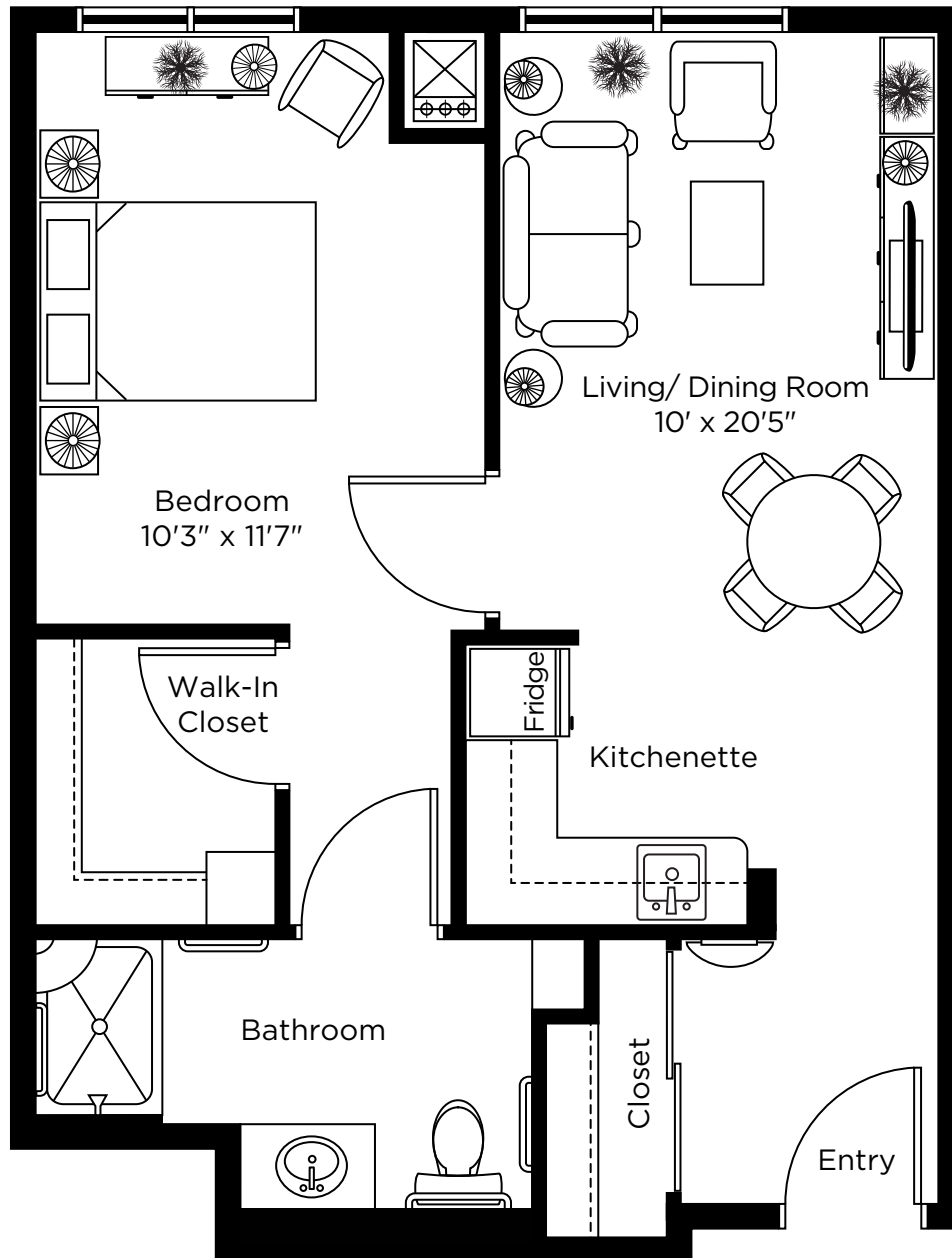 Living/ Dining Room
10' x 20'5"
Bedroom
10'3" x 11'7"
Walk-In
Closet
Fridge
Kitchenette
Bathroom
Closet
Entry